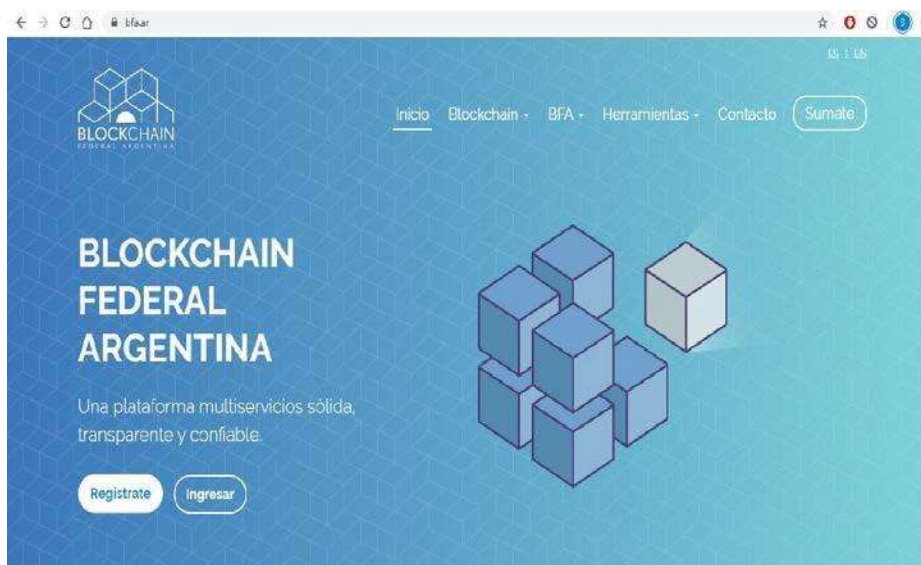 bfa.ar
ES | EN
BLOCKCHAIN
FEDERAL ARGENTINA
Inicio Blockchain BFA Herramientas Contacto Sumate
BLOCKCHAIN
FEDERAL
ARGENTINA
Una plataforma multiservicios sólida,
transparente y confiable.
Registrate Ingresar